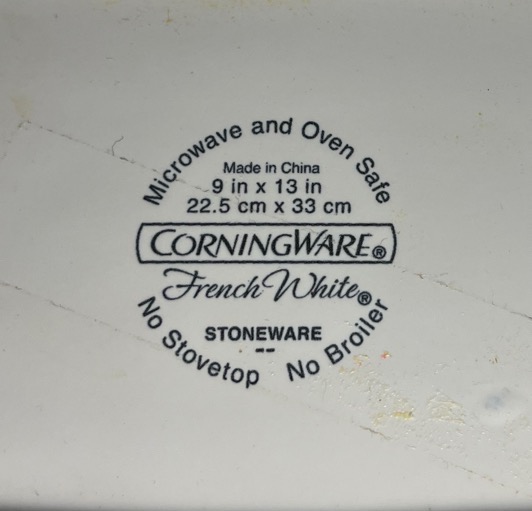 Microwave and Oven Safe
Made in China
9 in x 13 in
22.5 cm x 33 cm
CORNINGWARE®
French White®
STONEWARE
--
No Stovetop No Broiler